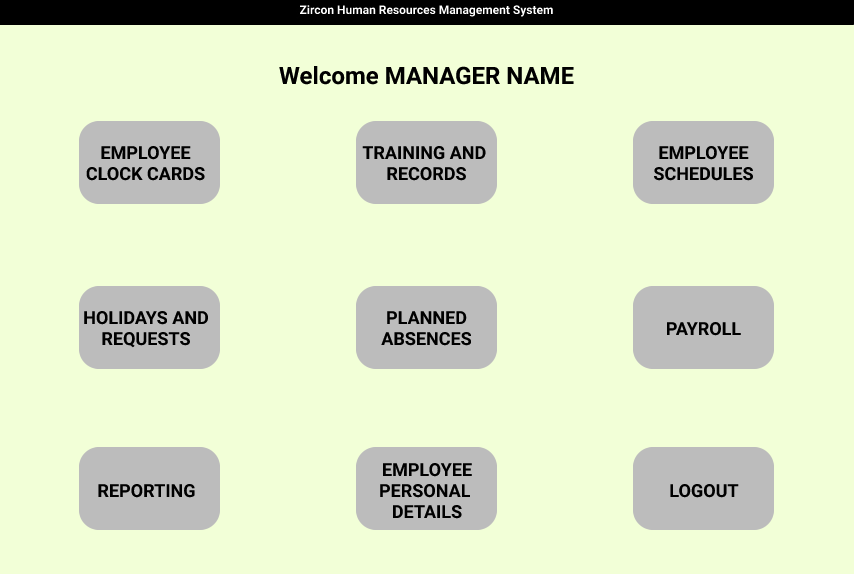 Zircon Human Resources Management System
Welcome MANAGER NAME
EMPLOYEE
CLOCK CARDS
TRAINING AND
RECORDS
EMPLOYEE
SCHEDULES
HOLIDAYS AND
REQUESTS
PLANNED
ABSENCES
PAYROLL
REPORTING
EMPLOYEE
PERSONAL
DETAILS
LOGOUT